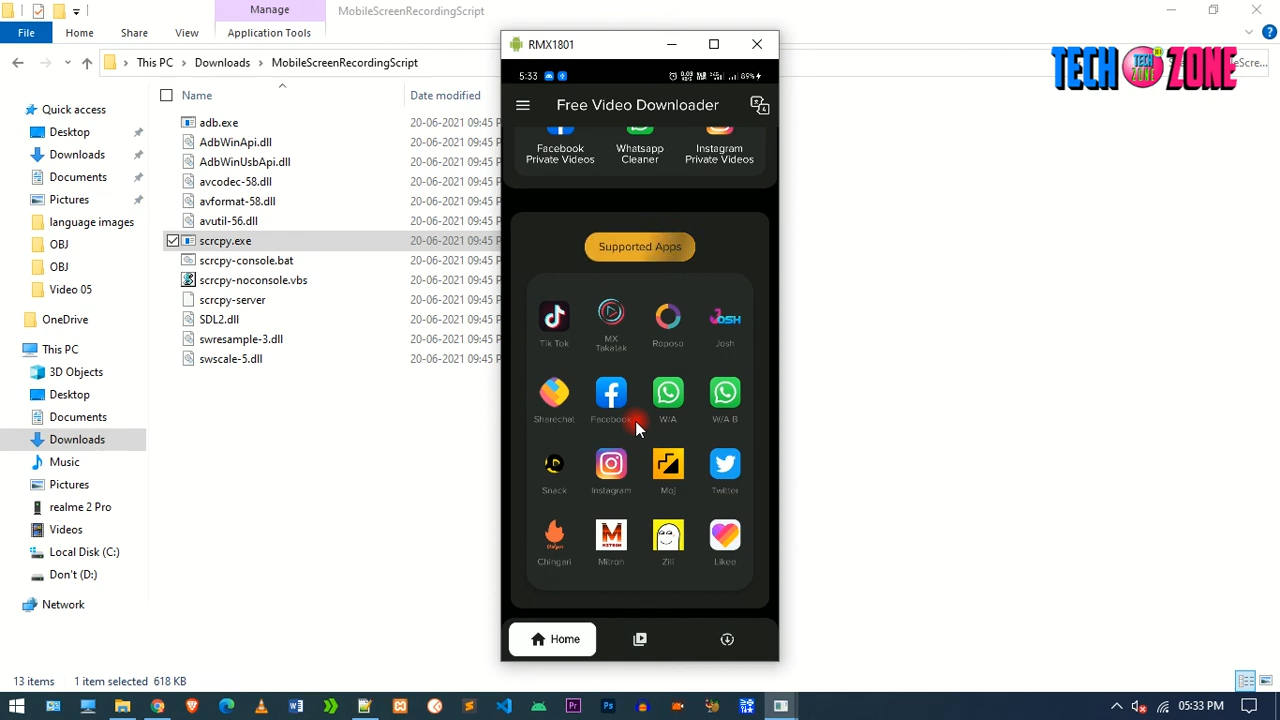 Manage
MobileScreenRecordingScript
File
Home
Share
View
Application Tools
This PC
Downloads
MobileScreenRecordingScript
TECH
TECH
ZONE
ZONE
Quick access
Desktop
Downloads
Documents
Pictures
language images
OBJ
OBJ
Video 05
OneDrive
This PC
3D Objects
Desktop
Documents
Downloads
Music
Pictures
realme 2 Pro
Videos
Local Disk (C:)
Don't (D:)
Network
Name
Date modified
adb.exe 20-06-2021 09:45 P
AdbWinApi.dll 20-06-2021 09:45 P
AdbWinUsbApi.dll 20-06-2021 09:45 P
avcodec-58.dll 20-06-2021 09:45 P
avformat-58.dll 20-06-2021 09:45 P
avutil-56.dll 20-06-2021 09:45 P
scrcpy.exe 20-06-2021 09:45 P
scrcpy-console.bat 20-06-2021 09:45 P
scrcpy-noconsole.vbs 20-06-2021 09:45 P
scrcpy-server 20-06-2021 09:45 P
SDL2.dll 20-06-2021 09:45 P
swresample-3.dll 20-06-2021 09:45 P
swscale-5.dll 20-06-2021 09:45 P
RMX1801
5:33
89%
Free Video Downloader
Facebook Whatsapp Instagram
Private Videos Cleaner Private Videos
Supported Apps
Tik Tok MX Takatak Roposo Josh
Sharechat Facebook W/A W/A B
Snack Instagram Moj Twitter
Chingari Mitron Zili Likee
Home
13 items 1 item selected 618 KB
05:33 PM